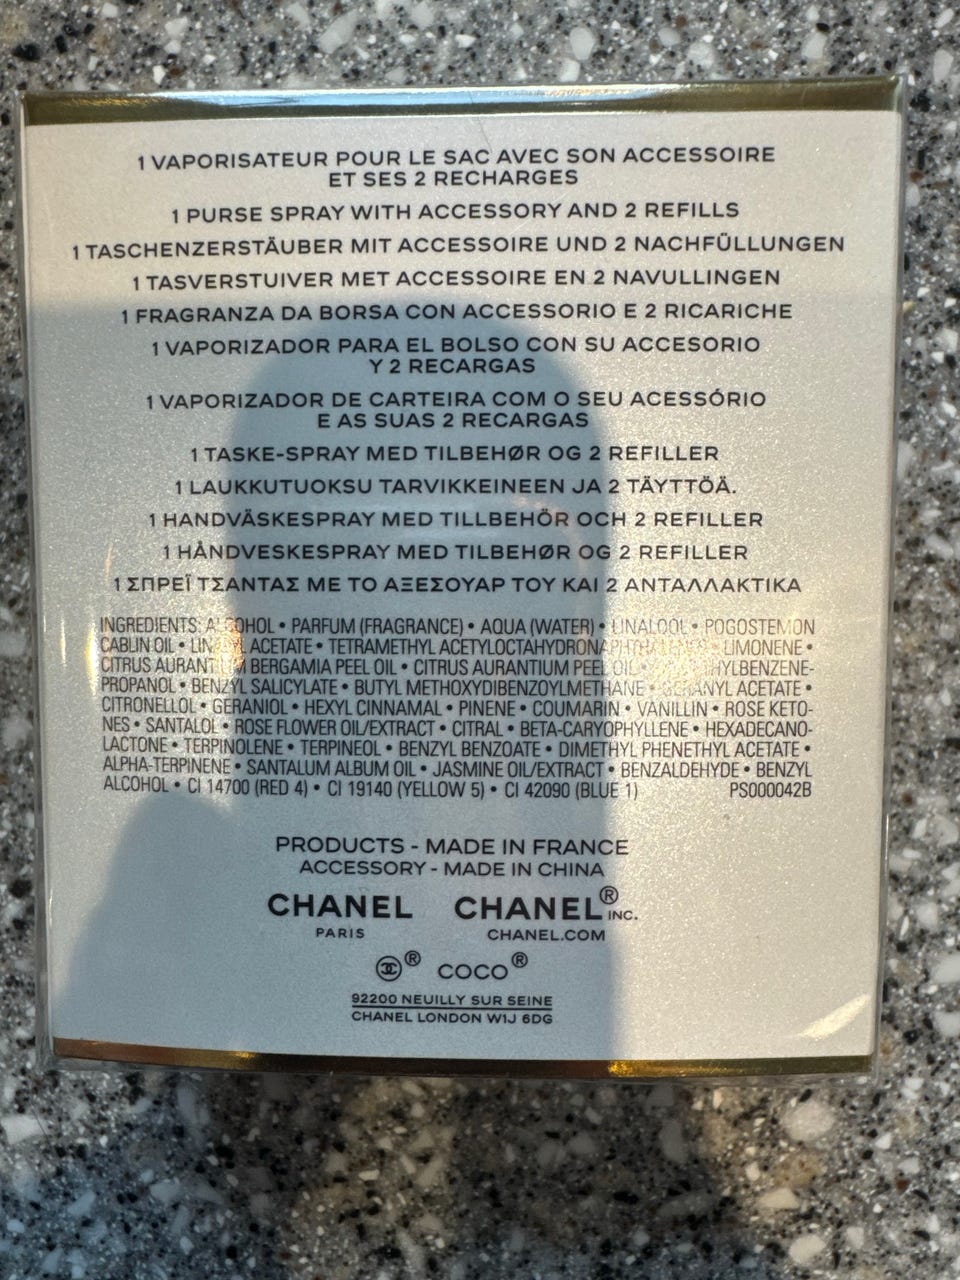 1 VAPORISATEUR POUR LE SAC AVEC SON ACCESSOIRE
ET SES 2 RECHARGES
1 PURSE SPRAY WITH ACCESSORY AND 2 REFILLS
1 TASCHENZERSTÄUBER MIT ACCESSOIRE UND 2 NACHFÜLLUNGEN
1 TASVERSTUIVER MET ACCESSOIRE EN 2 NAVULLINGEN
1 FRAGRANZA DA BORSA CON ACCESSORIO E 2 RICARICHE
1 VAPORIZADOR PARA EL BOLSO CON SU ACCESORIO
Y 2 RECARGAS
1 VAPORIZADOR DE CARTEIRA COM O SEU ACESSÓRIO
E AS SUAS 2 RECARGAS
1 TASKE-SPRAY MED TILBEHØR OG 2 REFILLER
1 LAUKKUTUOKSU TARVIKKEINEEN JA 2 TÄYTTÖÄ.
1 HANDVÄSKESPRAY MED TILLBEHÖR OCH 2 REFILLER
1 HÅNDVESKESPRAY MED TILBEHØR OG 2 REFILLER
1 ΣΠΡΕΪ ΤΣΑΝΤΑΣ ΜΕ ΤΟ ΑΞΕΣΟΥΑΡ ΤΟΥ ΚΑΙ 2 ΑΝΤΑΛΛΑΚΤΙΚΑ
INGREDIENTS: ALCOHOL • PARFUM (FRAGRANCE) • AQUA (WATER) • LINALOOL • POGOSTEMON
CABLIN OIL • LINALYL ACETATE • TETRAMETHYL ACETYLOCTAHYDRONAPHTHALENES • LIMONENE •
CITRUS AURANTIUM BERGAMIA PEEL OIL • CITRUS AURANTIUM PEEL OIL •
PROPANOL • BENZYL SALICYLATE • BUTYL METHOXYDIBENZOYLMETHANE • GERANYL ACETATE •
CITRONELLOL • GERANIOL • HEXYL CINNAMAL • PINENE • COUMARIN • VANILLIN • ROSE KETO-
NES • SANTALOL • ROSE FLOWER OIL/EXTRACT • CITRAL • BETA-CARYOPHYLLENE • HEXADECANO-
LACTONE • TERPINOLENE • TERPINEOL • BENZYL BENZOATE • DIMETHYL PHENETHYL ACETATE •
ALPHA-TERPINENE • SANTALUM ALBUM OIL • JASMINE OIL/EXTRACT • BENZALDEHYDE • BENZYL
ALCOHOL • CI 14700 (RED 4) • CI 19140 (YELLOW 5) • CI 42090 (BLUE 1) PS000042B
PRODUCTS - MADE IN FRANCE
ACCESSORY - MADE IN CHINA
CHANEL CHANEL® INC.
PARIS CHANEL.COM
® COCO®
92200 NEUILLY SUR SEINE
CHANEL LONDON W1J 6DG